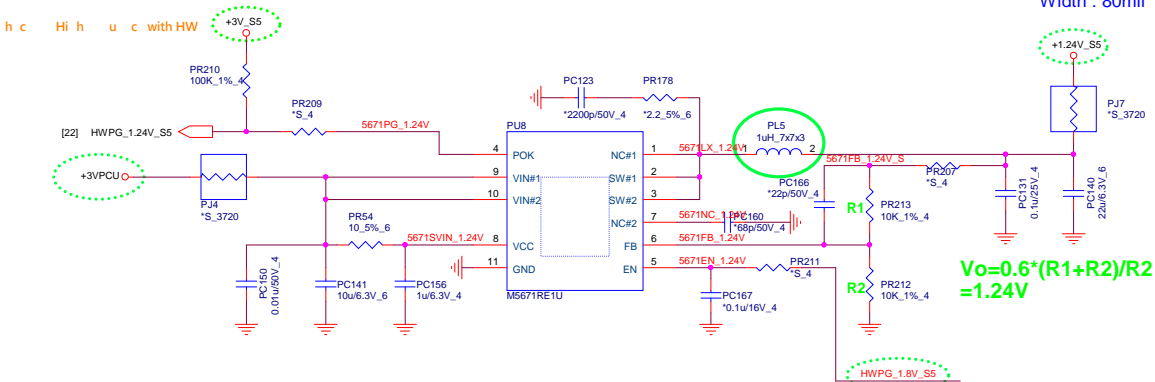 Width : 80mil
h c Hi h u c with HW
+3V_S5
+1.24V_S5
PR210
100K_1%_4
PR209
*S_4
[22] HWPG_1.24V_S5
5671PG_1.24V
PC123
*2200p/50V_4
PR178
*2.2_5%_6
PL5
1uH_7x7x3
PJ7
*S_3720
PU8
4 POK
9 VIN#1
10 VIN#2
8 VCC
11 GND
NC#1 1
SW#1 2
SW#2 3
NC#2 7
FB 6
EN 5
M5671RE1U
5671LX_1.24V
1
2
5671FB_1.24V_S
PR207
*S_4
+3VPCU
PJ4
*S_3720
PC166
*22p/50V_4
R1
PR213
10K_1%_4
PC131
0.1u/25V_4
PC140
22u/6.3V_6
5671NC_1.24V
PC160
*68p/50V_4
PR54
10_5%_6
5671SVIN_1.24V
5671FB_1.24V
5671EN_1.24V
PR211
*S_4
PC150
0.01u/50V_4
PC141
10u/6.3V_6
PC156
1u/6.3V_4
PC167
*0.1u/16V_4
R2
PR212
10K_1%_4
Vo=0.6*(R1+R2)/R2
=1.24V
HWPG_1.8V_S5